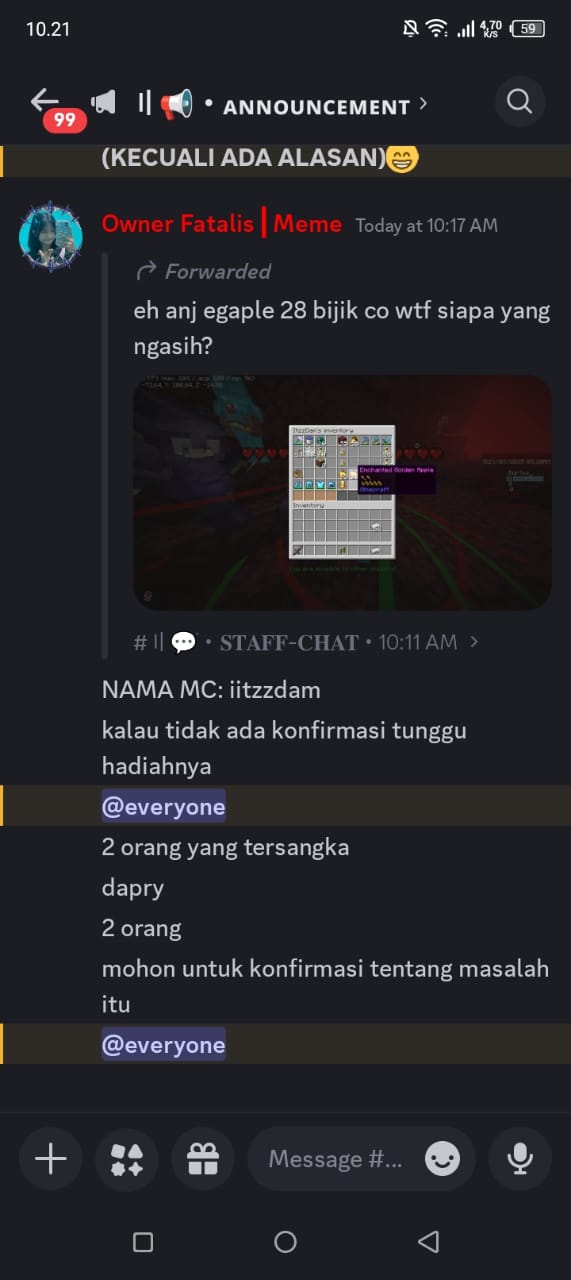 10.21
4,70
K/s
59
99
ANNOUNCEMENT
(KECUALI ADA ALASAN)😁
Owner Fatalis | Meme Today at 10:17 AM
Forwarded
eh anj egaple 28 bijik co wtf siapa yang
ngasih?
ItzzDam's inventory
Enchanted Golden Apple
Minecraft
Inventory
# || 💬 • STAFF-CHAT • 10:11 AM
NAMA MC: iitzzdam
kalau tidak ada konfirmasi tunggu
hadiahnya
@everyone
2 orang yang tersangka
dapry
2 orang
mohon untuk konfirmasi tentang masalah
itu
@everyone
Message #...